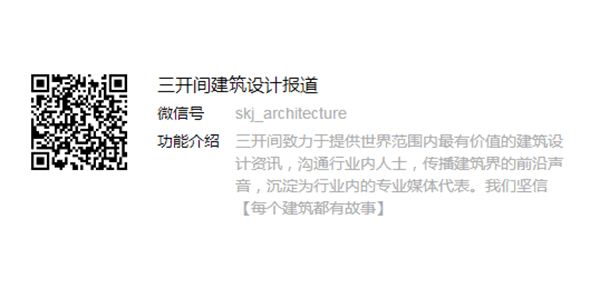 三开间建筑设计报道
微信号 skj_architecture
功能介绍 三开间致力于提供世界范围内最有价值的建筑设
计资讯，沟通行业内人士，传播建筑界的前沿声
音，沉淀为行业内的专业媒体代表。我们坚信
【每个建筑都有故事】